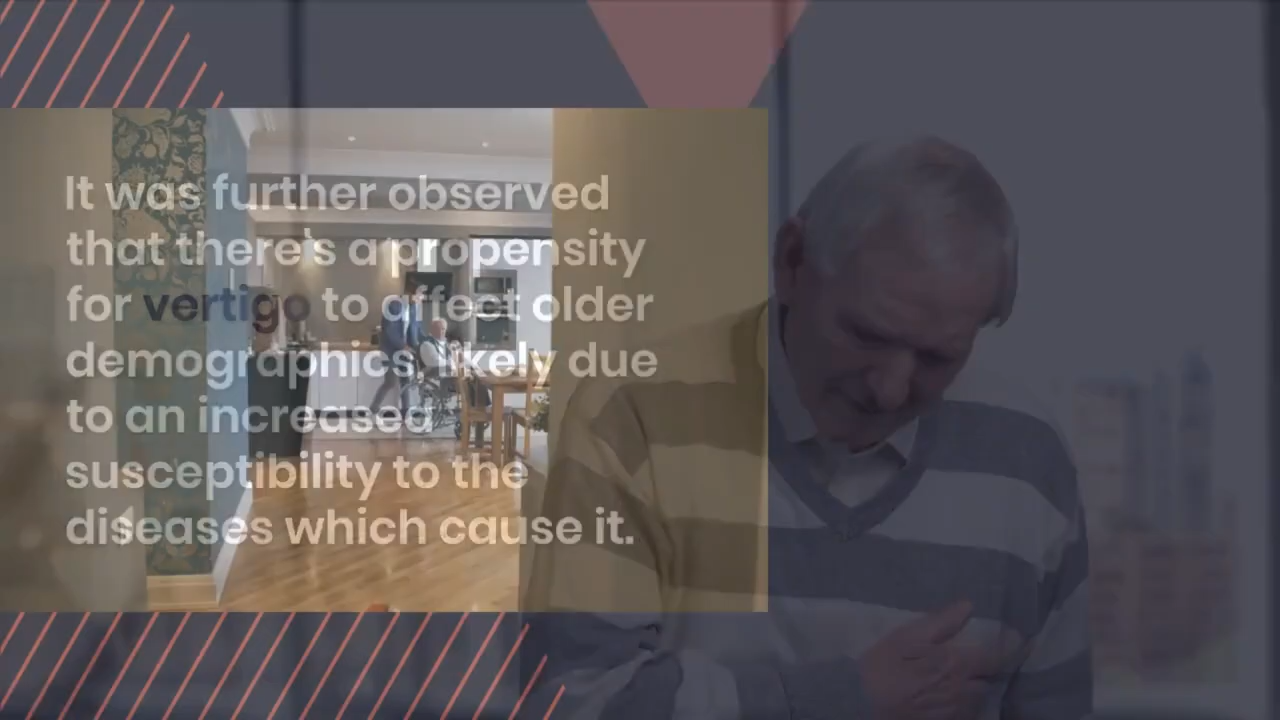 It was further observed
that there's a propensity
for vertigo to affect older
demographics likely due
to an increased
susceptibility to the
diseases which cause it.